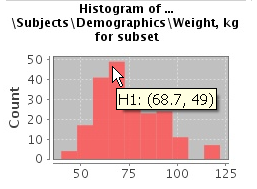 Histogram of ...
\Subjects\Demographics\Weight, kg
for subset
50
40
30
20
10
0
Count
H1: (68.7, 49)
50
75
100
125